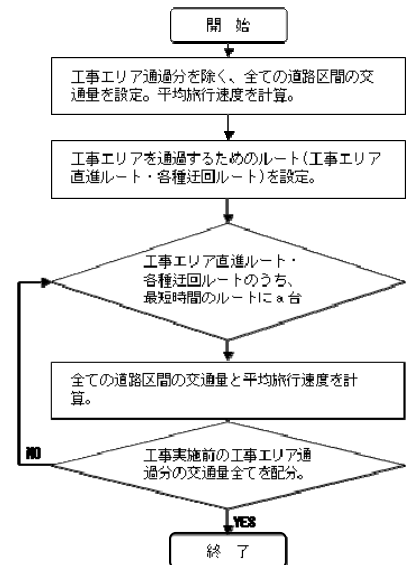 開 始
工事エリア通過分を除く、全ての道路区間の交
通量を設定。平均旅行速度を計算。
工事エリアを通過するためのルート(工事エリア
直進ルート・各種迂回ルート)を設定。
工事エリア直進ルート・
各種迂回ルートのうち、
最短時間のルートにa台
全ての道路区間の交通量と平均旅行速度を計
算。
工事実施前の工事エリア通
過分の交通量全てを配分。
NO
YES
終 了